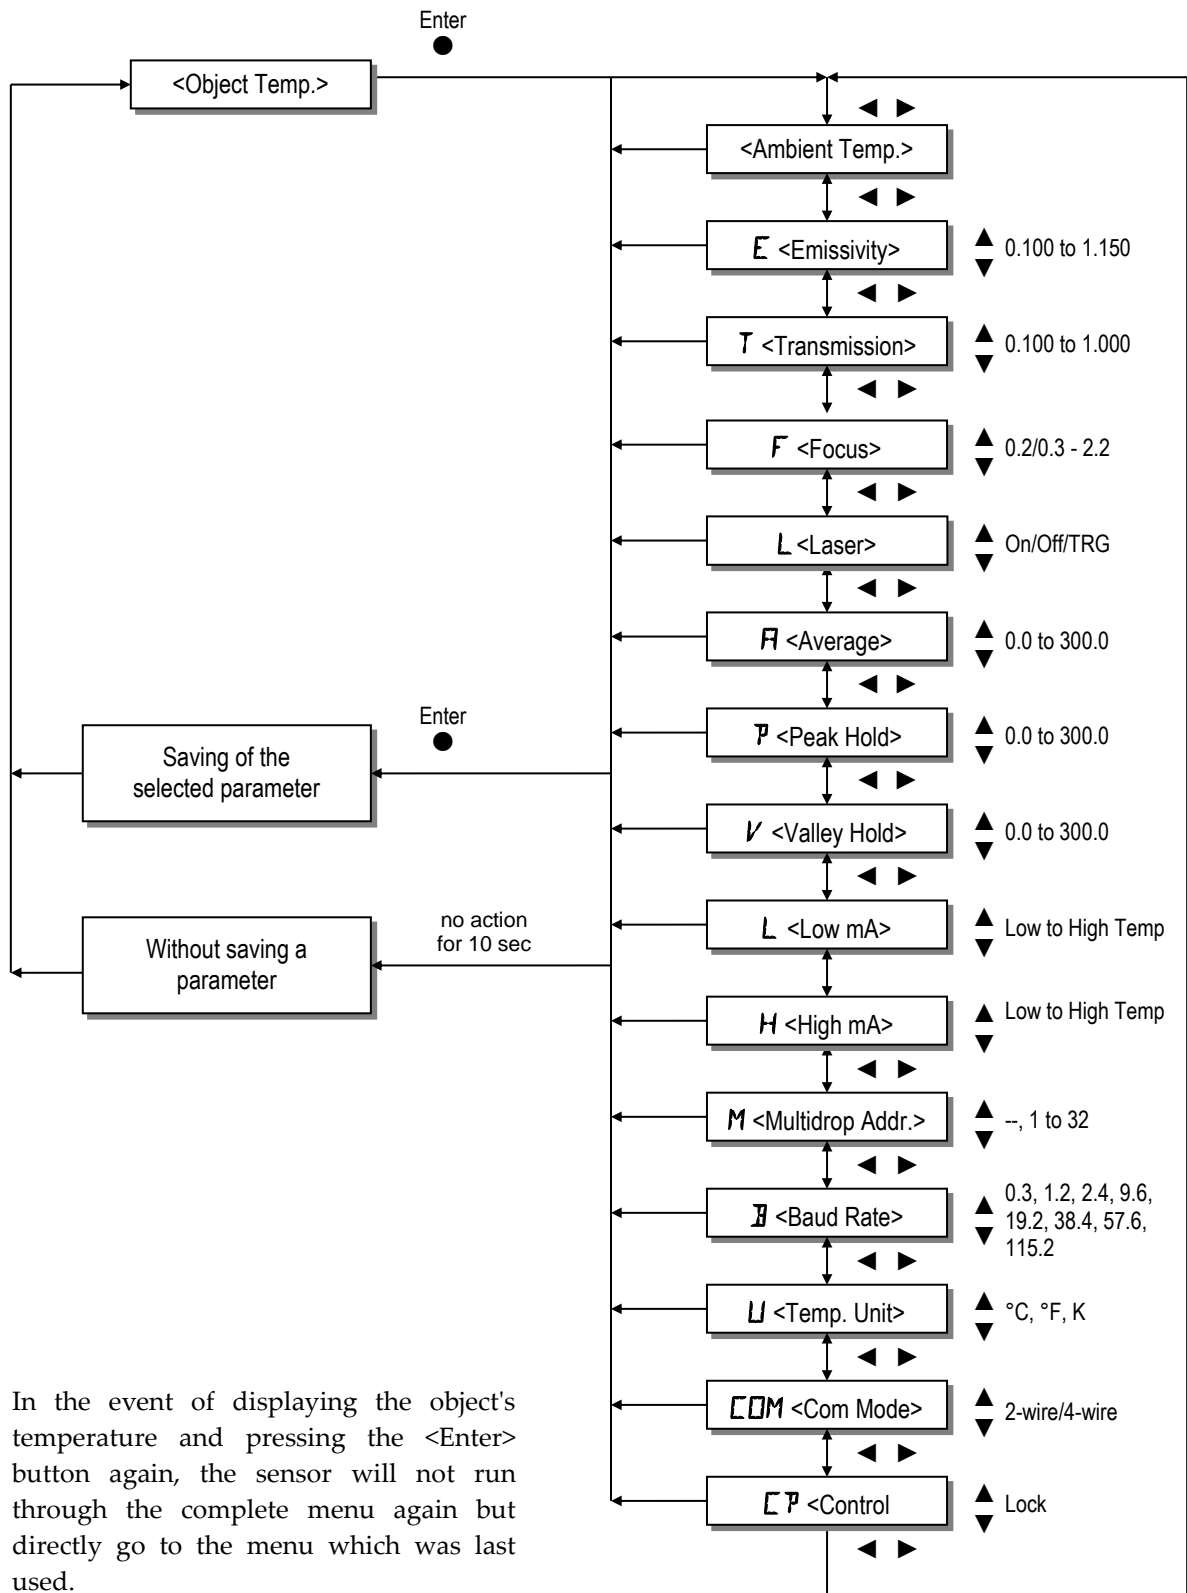 Enter
<Object Temp.>
<Ambient Temp.>
E <Emissivity>
0.100 to 1.150
T <Transmission>
0.100 to 1.000
F <Focus>
0.2/0.3 - 2.2
L <Laser>
On/Off/TRG
A <Average>
0.0 to 300.0
Enter
P <Peak Hold>
0.0 to 300.0
Saving of the
selected parameter
V <Valley Hold>
0.0 to 300.0
no action
for 10 sec
L <Low mA>
Low to High Temp
Without saving a
parameter
H <High mA>
Low to High Temp
M <Multidrop Addr.>
--, 1 to 32
B <Baud Rate>
0.3, 1.2, 2.4, 9.6,
19.2, 38.4, 57.6,
115.2
U <Temp. Unit>
°C, °F, K
COM <Com Mode>
2-wire/4-wire
CP <Control
Lock
In the event of displaying the object's
temperature and pressing the <Enter>
button again, the sensor will not run
through the complete menu again but
directly go to the menu which was last
used.